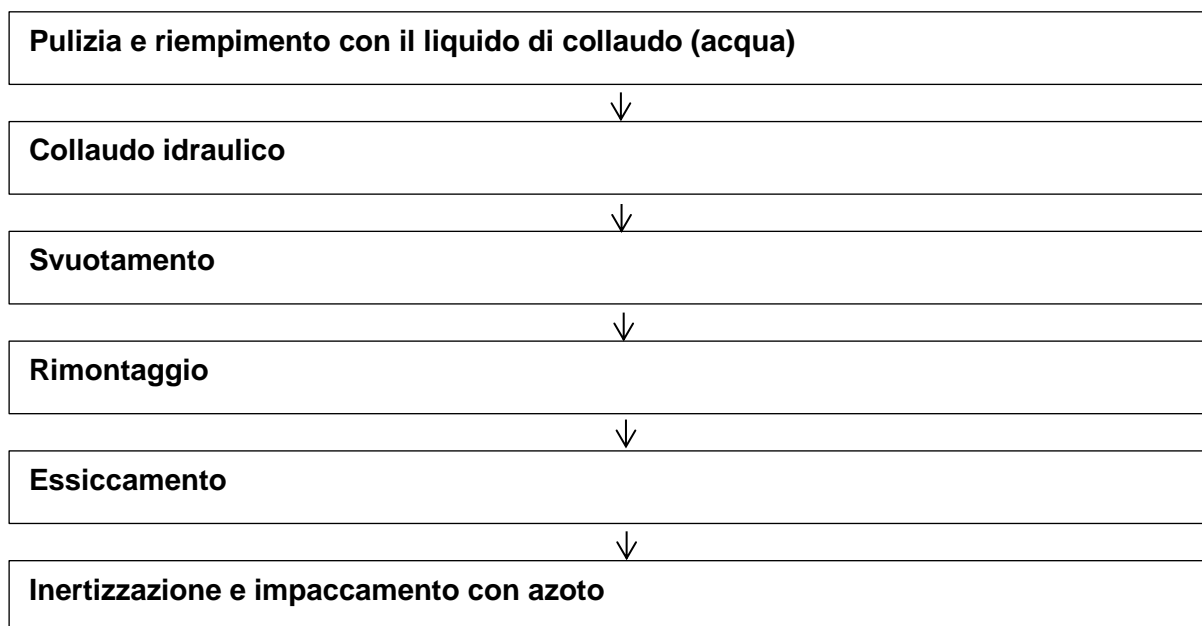 Pulizia e riempimento con il liquido di collaudo (acqua)
Collaudo idraulico
Svuotamento
Rimontaggio
Essiccamento
Inertizzazione e impaccamento con azoto